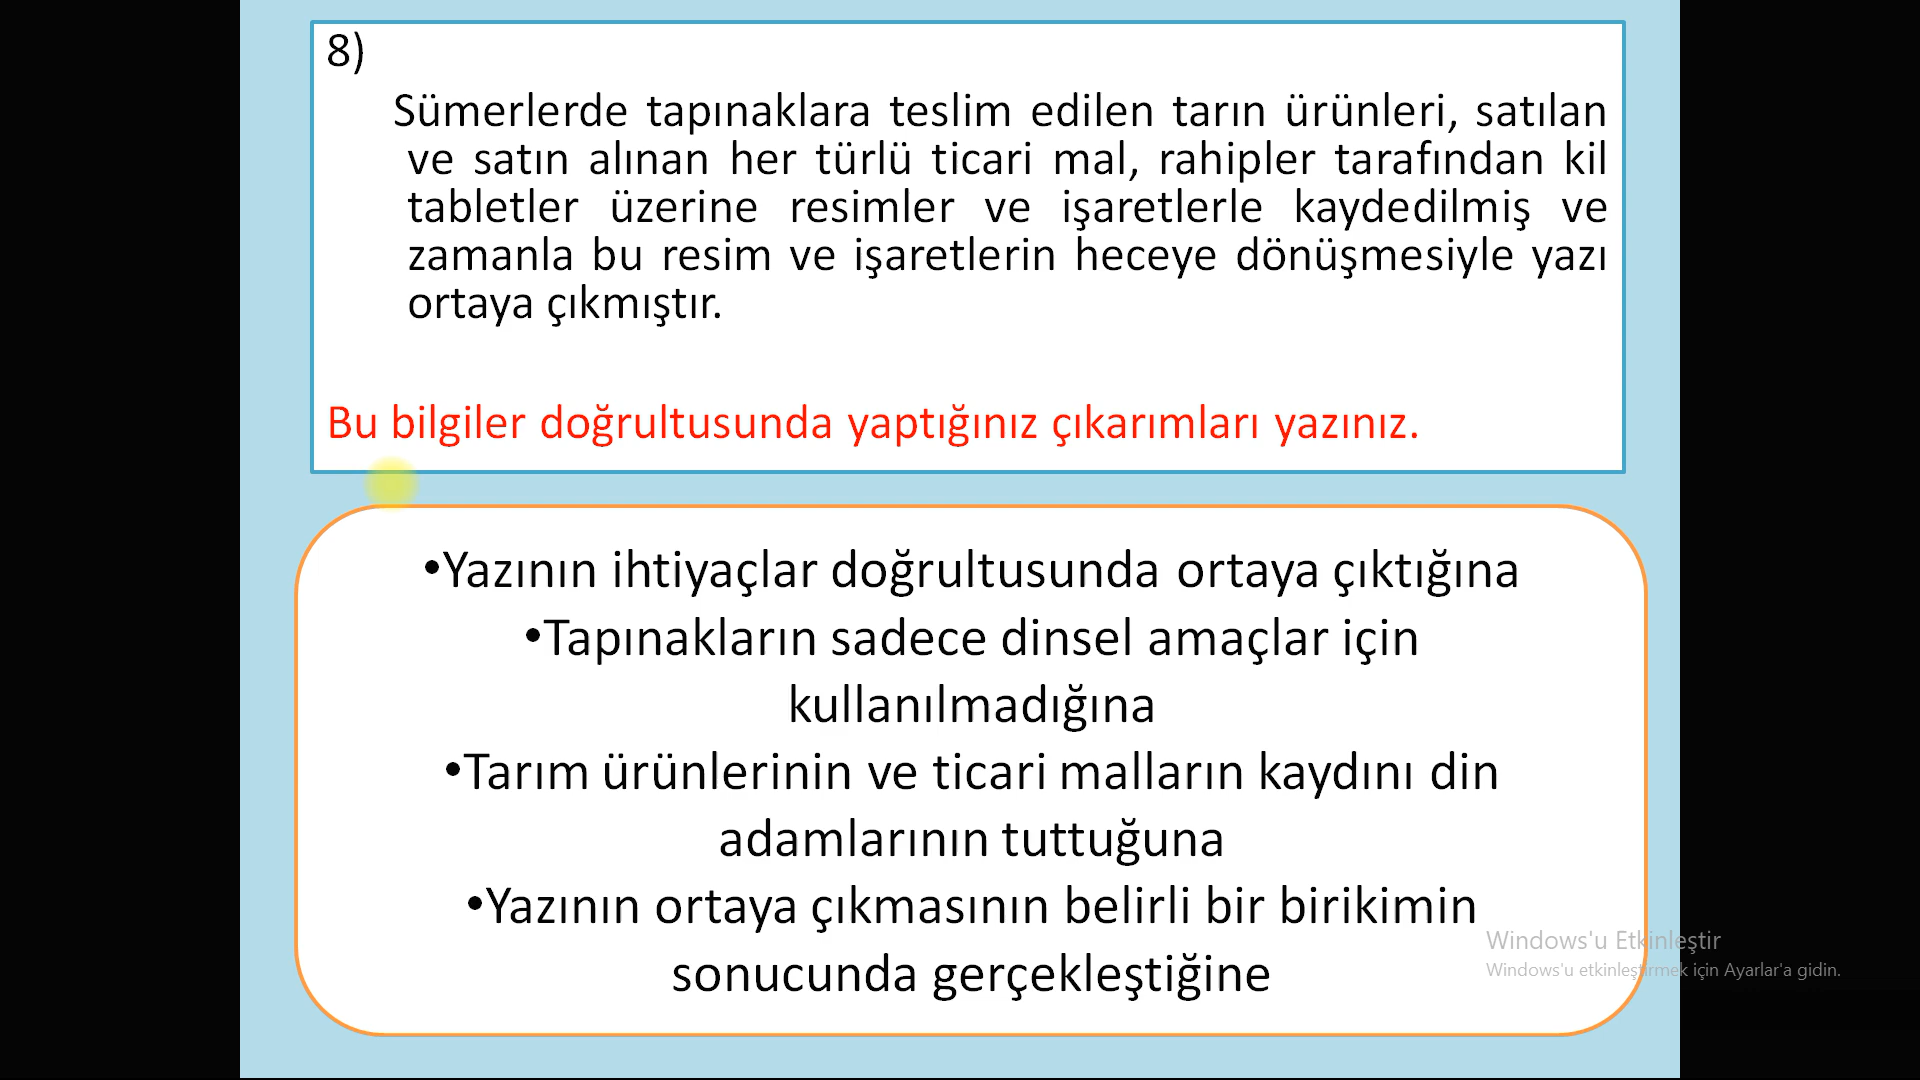 8)
Sümerlerde tapınaklara teslim edilen tarın ürünleri, satılan
ve satın alınan her türlü ticari mal, rahipler tarafından kil
tabletler üzerine resimler ve işaretlerle kaydedilmiş ve
zamanla bu resim ve işaretlerin heceye dönüşmesiyle yazı
ortaya çıkmıştır.
Bu bilgiler doğrultusunda yaptığınız çıkarımları yazınız.
•Yazının ihtiyaçlar doğrultusunda ortaya çıktığına
•Tapınakların sadece dinsel amaçlar için
kullanılmadığına
•Tarım ürünlerinin ve ticari malların kaydını din
adamlarının tuttuğuna
•Yazının ortaya çıkmasının belirli bir birikimin
sonucunda gerçekleştiğine
Windows'u Etkinleştir
Windows'u etkinleştirmek için Ayarlar'a gidin.